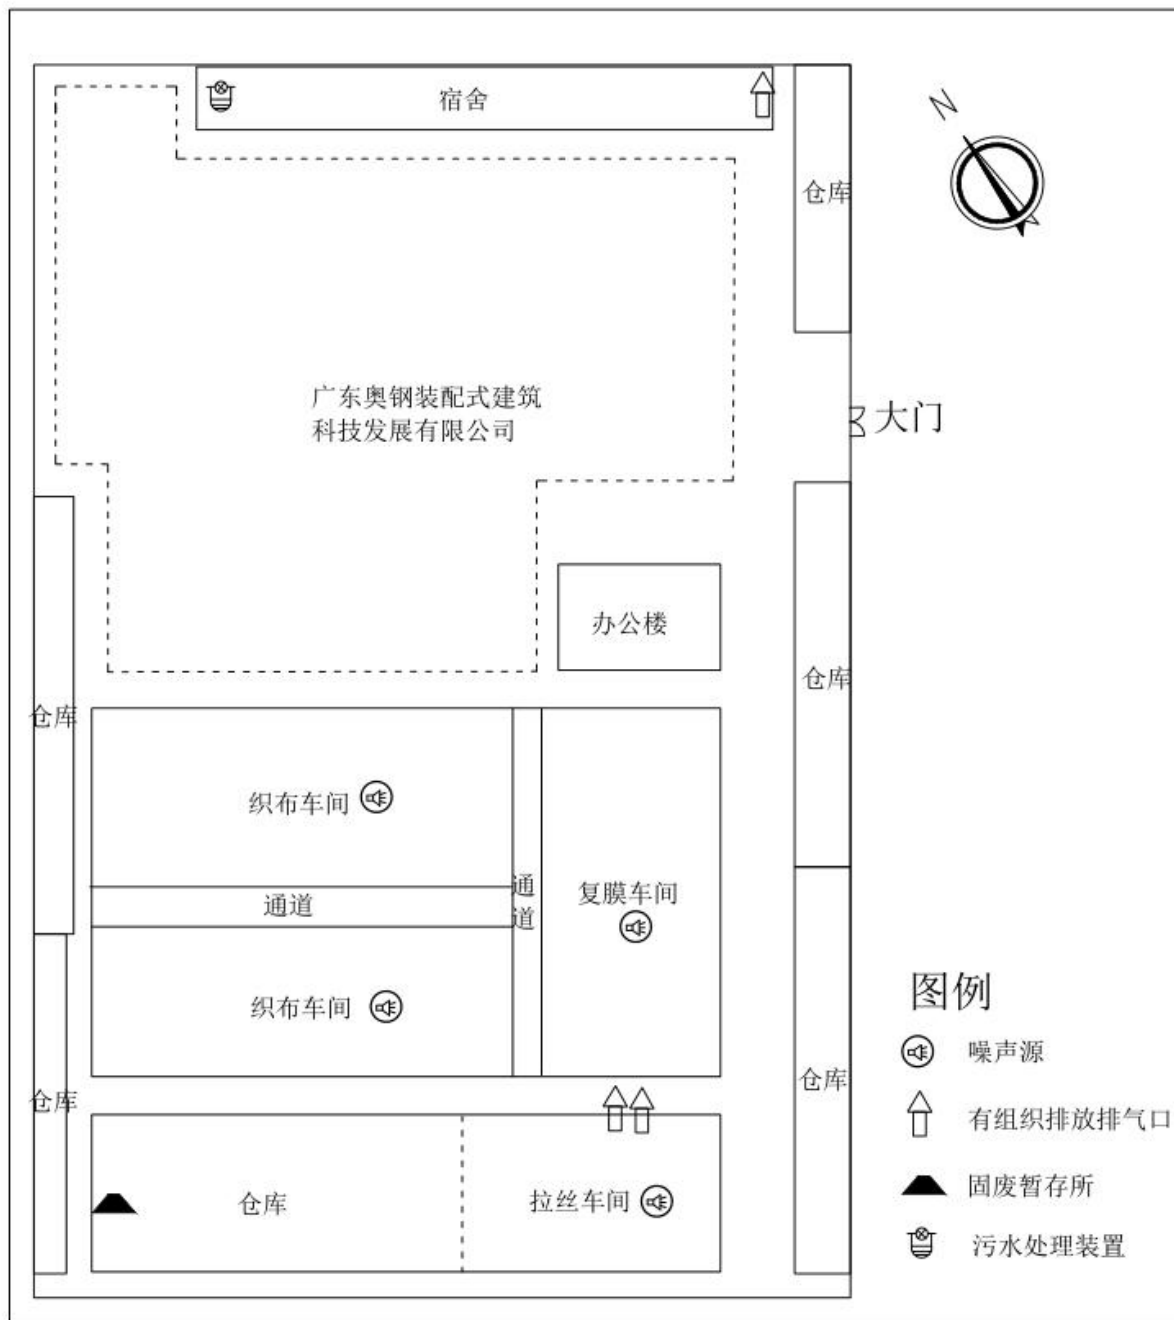 宿舍
N
仓库
广东奥钢装配式建筑
科技发展有限公司
大门
办公楼
仓库
仓库
织布车间
通道
复膜车间
通道
织布车间
仓库
仓库
仓库
拉丝车间
图例
噪声源
有组织排放排气口
固废暂存所
污水处理装置